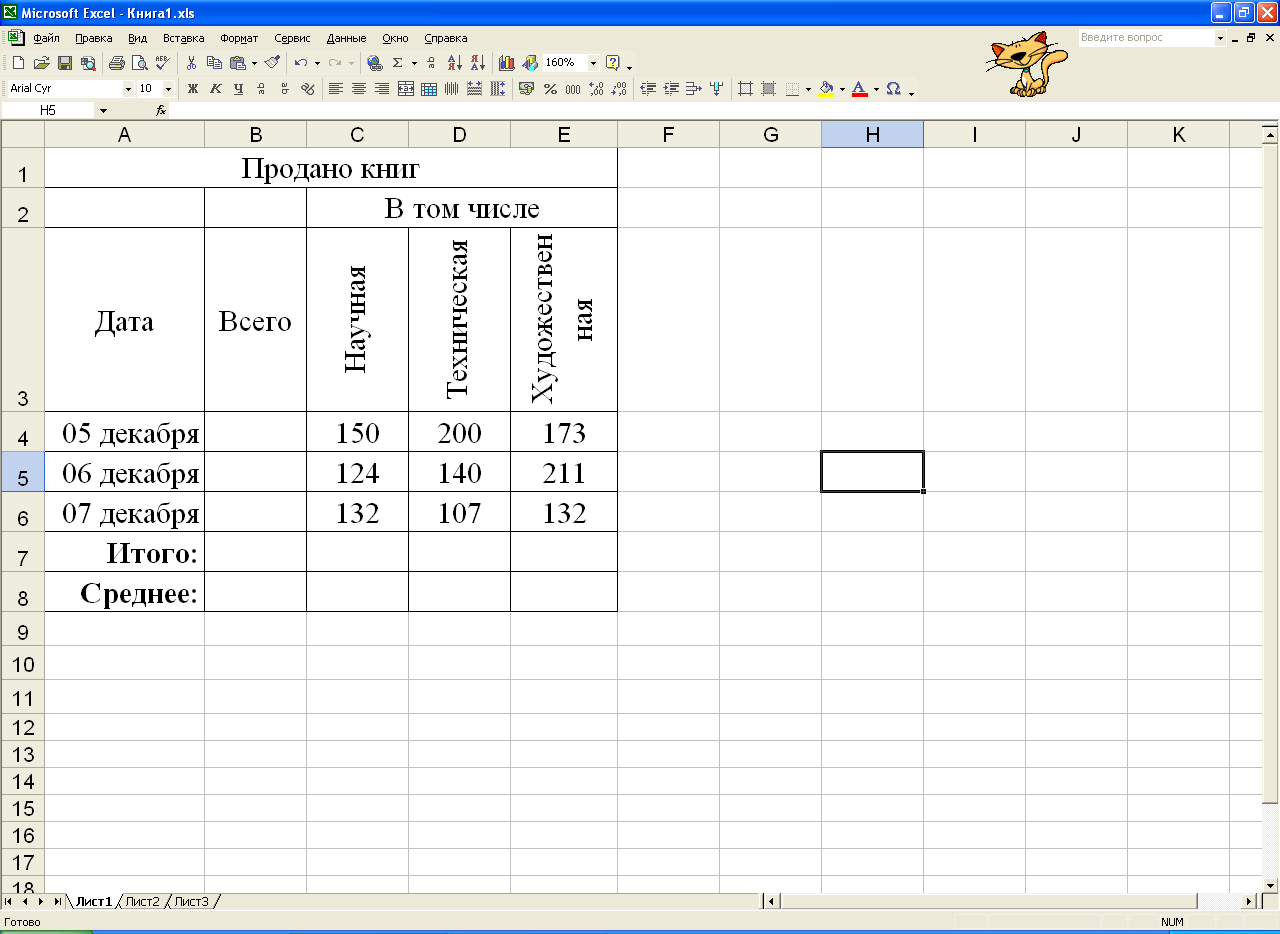 Microsoft Excel - Книга1.xls
Файл Правка Вид Вставка Формат Сервис Данные Окно Справка Введите вопрос
160%
Arial Cyr 10 Ж К Ч % 000
H5 fx
A B C D E F G H I J K
1 Продано книг
2 В том числе
3 Дата Всего Научная Техническая Художествен
ная
4 05 декабря 150 200 173
5 06 декабря 124 140 211
6 07 декабря 132 107 132
7 Итого:
8 Среднее:
9
10
11
12
13
14
15
16
17
18
Лист1 Лист2 Лист3
Готово NUM